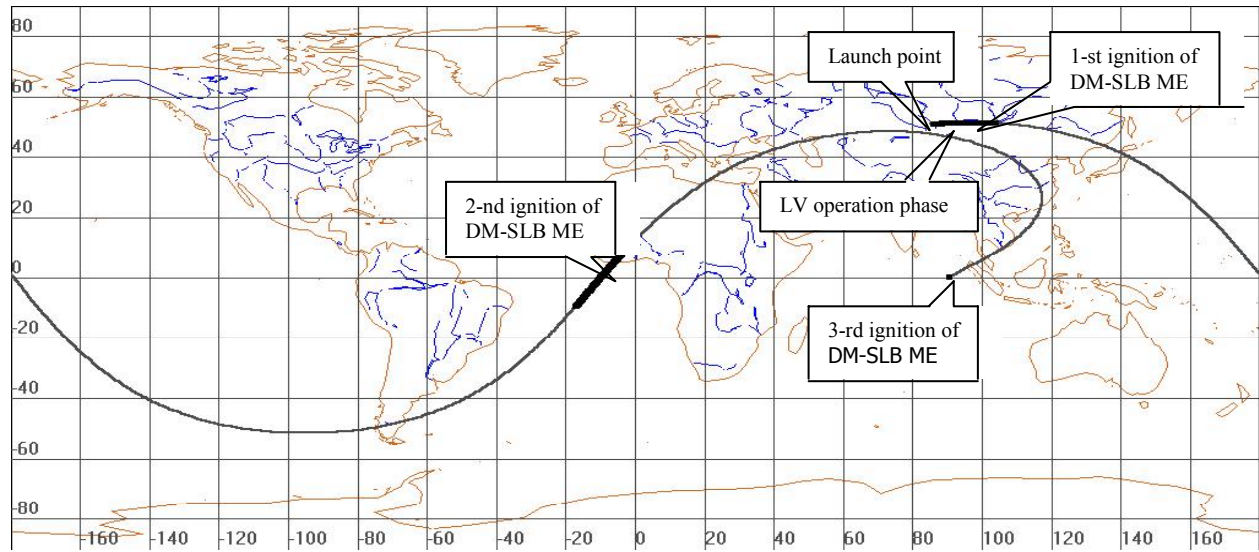 80
60
40
20
0
-20
-40
-60
-80
Launch point
1-st ignition of
DM-SLB ME
LV operation phase
2-nd ignition of
DM-SLB ME
3-rd ignition of
DM-SLB ME
-160 -140 -120 -100 -80 -60 -40 -20 0 20 40 60 80 100 120 140 160